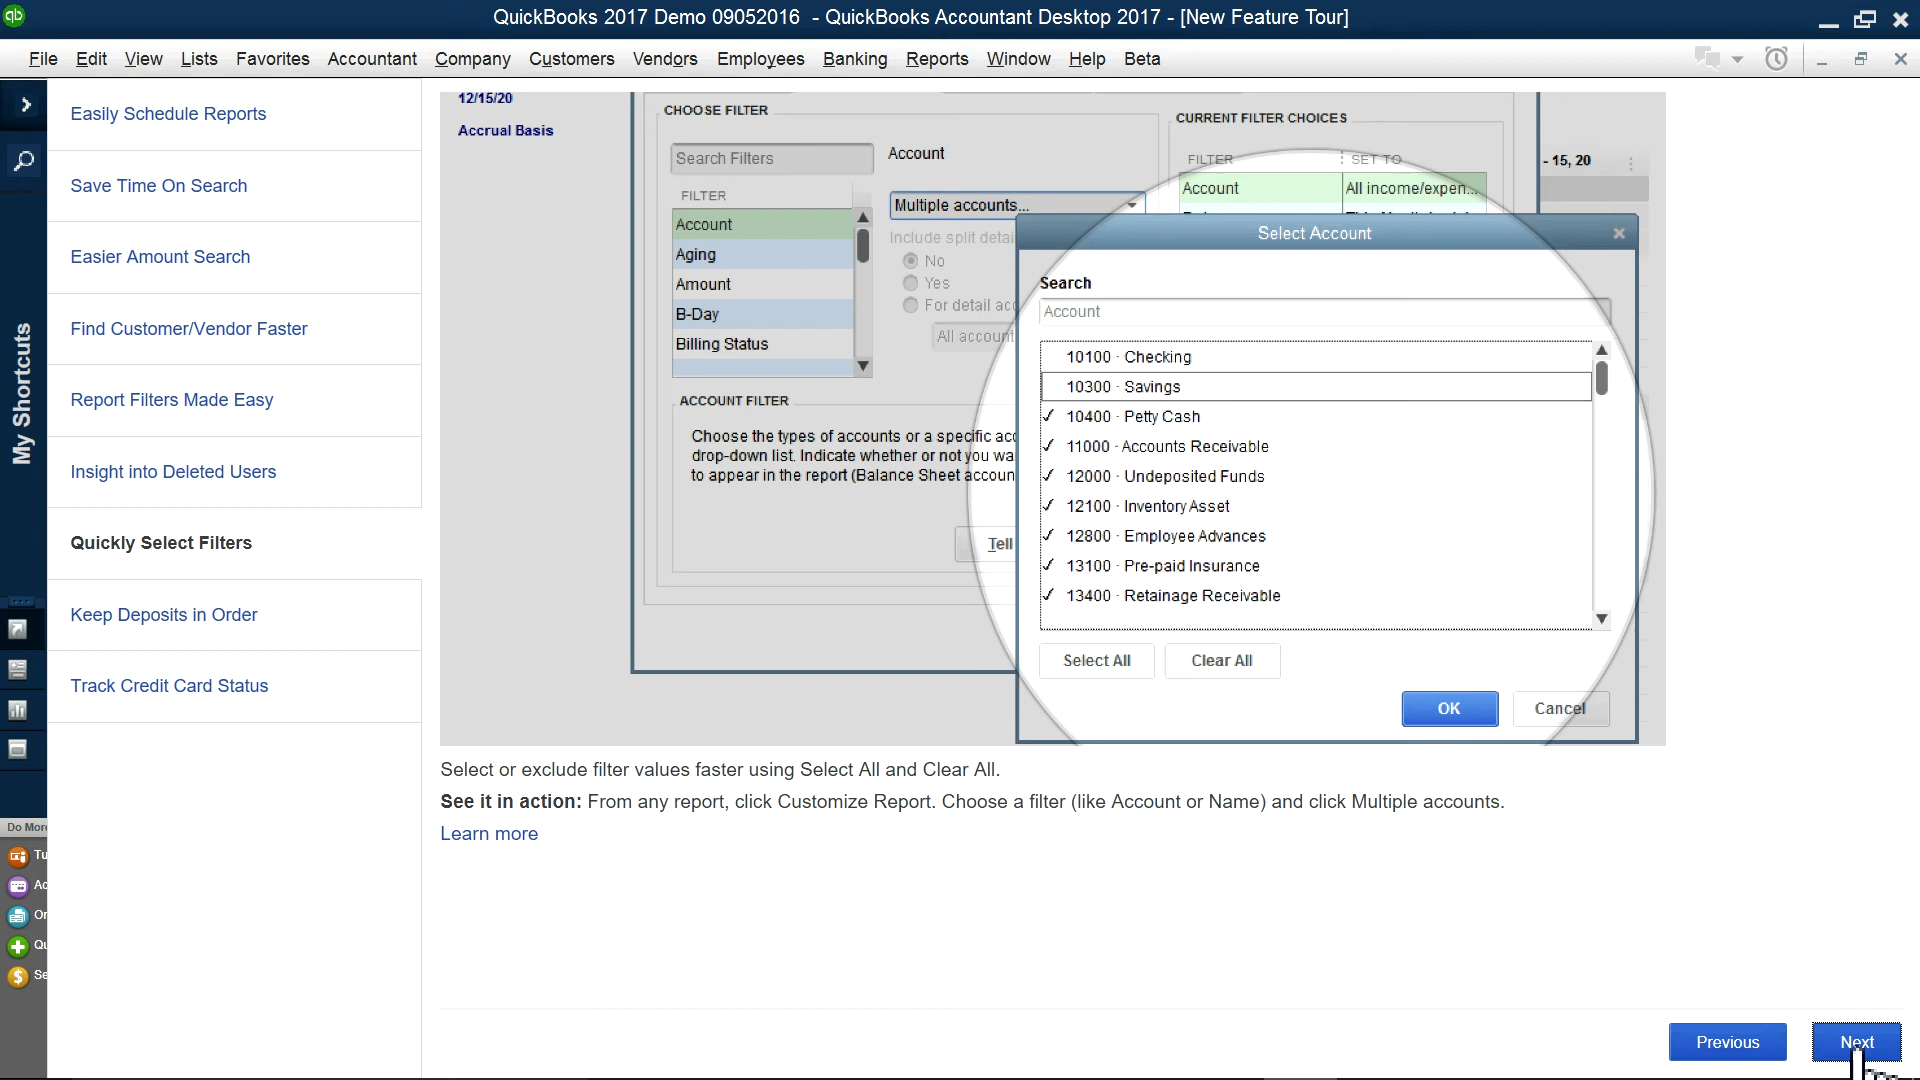 qb
QuickBooks 2017 Demo 09052016 - QuickBooks Accountant Desktop 2017 - [New Feature Tour]
File Edit View Lists Favorites Accountant Company Customers Vendors Employees Banking Reports Window Help Beta
My Shortcuts
Do More
Tu
Ac
Or
Qu
Se
Easily Schedule Reports
Save Time On Search
Easier Amount Search
Find Customer/Vendor Faster
Report Filters Made Easy
Insight into Deleted Users
Quickly Select Filters
Keep Deposits in Order
Track Credit Card Status
12/15/20
Accrual Basis
CHOOSE FILTER
Search Filters
FILTER
Account
Aging
Amount
B-Day
Billing Status
Account
Multiple accounts...
Include split detai
No
Yes
For detail acc
All account
ACCOUNT FILTER
Choose the types of accounts or a specific acc
drop-down list. Indicate whether or not you wa
to appear in the report (Balance Sheet accoun
Tell
CURRENT FILTER CHOICES
FILTER SET TO
Account All income/expen...
- 15, 20
Select Account
Search
Account
10100 · Checking
10300 · Savings
✓ 10400 · Petty Cash
✓ 11000 · Accounts Receivable
✓ 12000 · Undeposited Funds
✓ 12100 · Inventory Asset
✓ 12800 · Employee Advances
✓ 13100 · Pre-paid Insurance
✓ 13400 · Retainage Receivable
Select All Clear All
OK Cancel
Select or exclude filter values faster using Select All and Clear All.
See it in action: From any report, click Customize Report. Choose a filter (like Account or Name) and click Multiple accounts.
Learn more
Previous Next